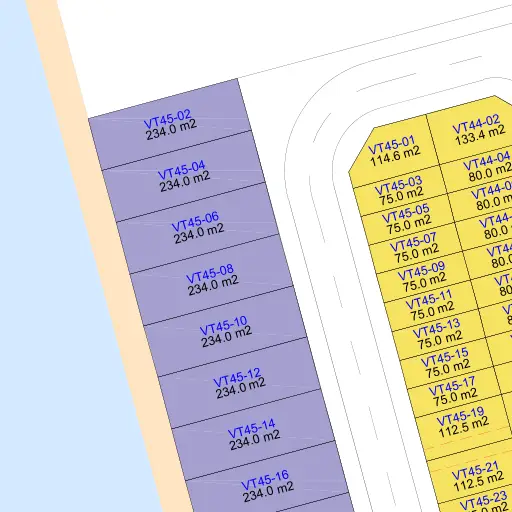 VT45-02
234.0 m2
VT45-04
234.0 m2
VT45-06
234.0 m2
VT45-08
234.0 m2
VT45-10
234.0 m2
VT45-12
234.0 m2
VT45-14
234.0 m2
VT45-16
234.0 m2
VT45-01
114.6 m2
VT45-03
75.0 m2
VT45-05
75.0 m2
VT45-07
75.0 m2
VT45-09
75.0 m2
VT45-11
75.0 m2
VT45-13
75.0 m2
VT45-15
75.0 m2
VT45-17
75.0 m2
VT45-19
112.5 m2
VT45-21
112.5 m2
VT45-23
VT44-02
133.4 m2
VT44-04
80.0 m2
80.0 m
80.0